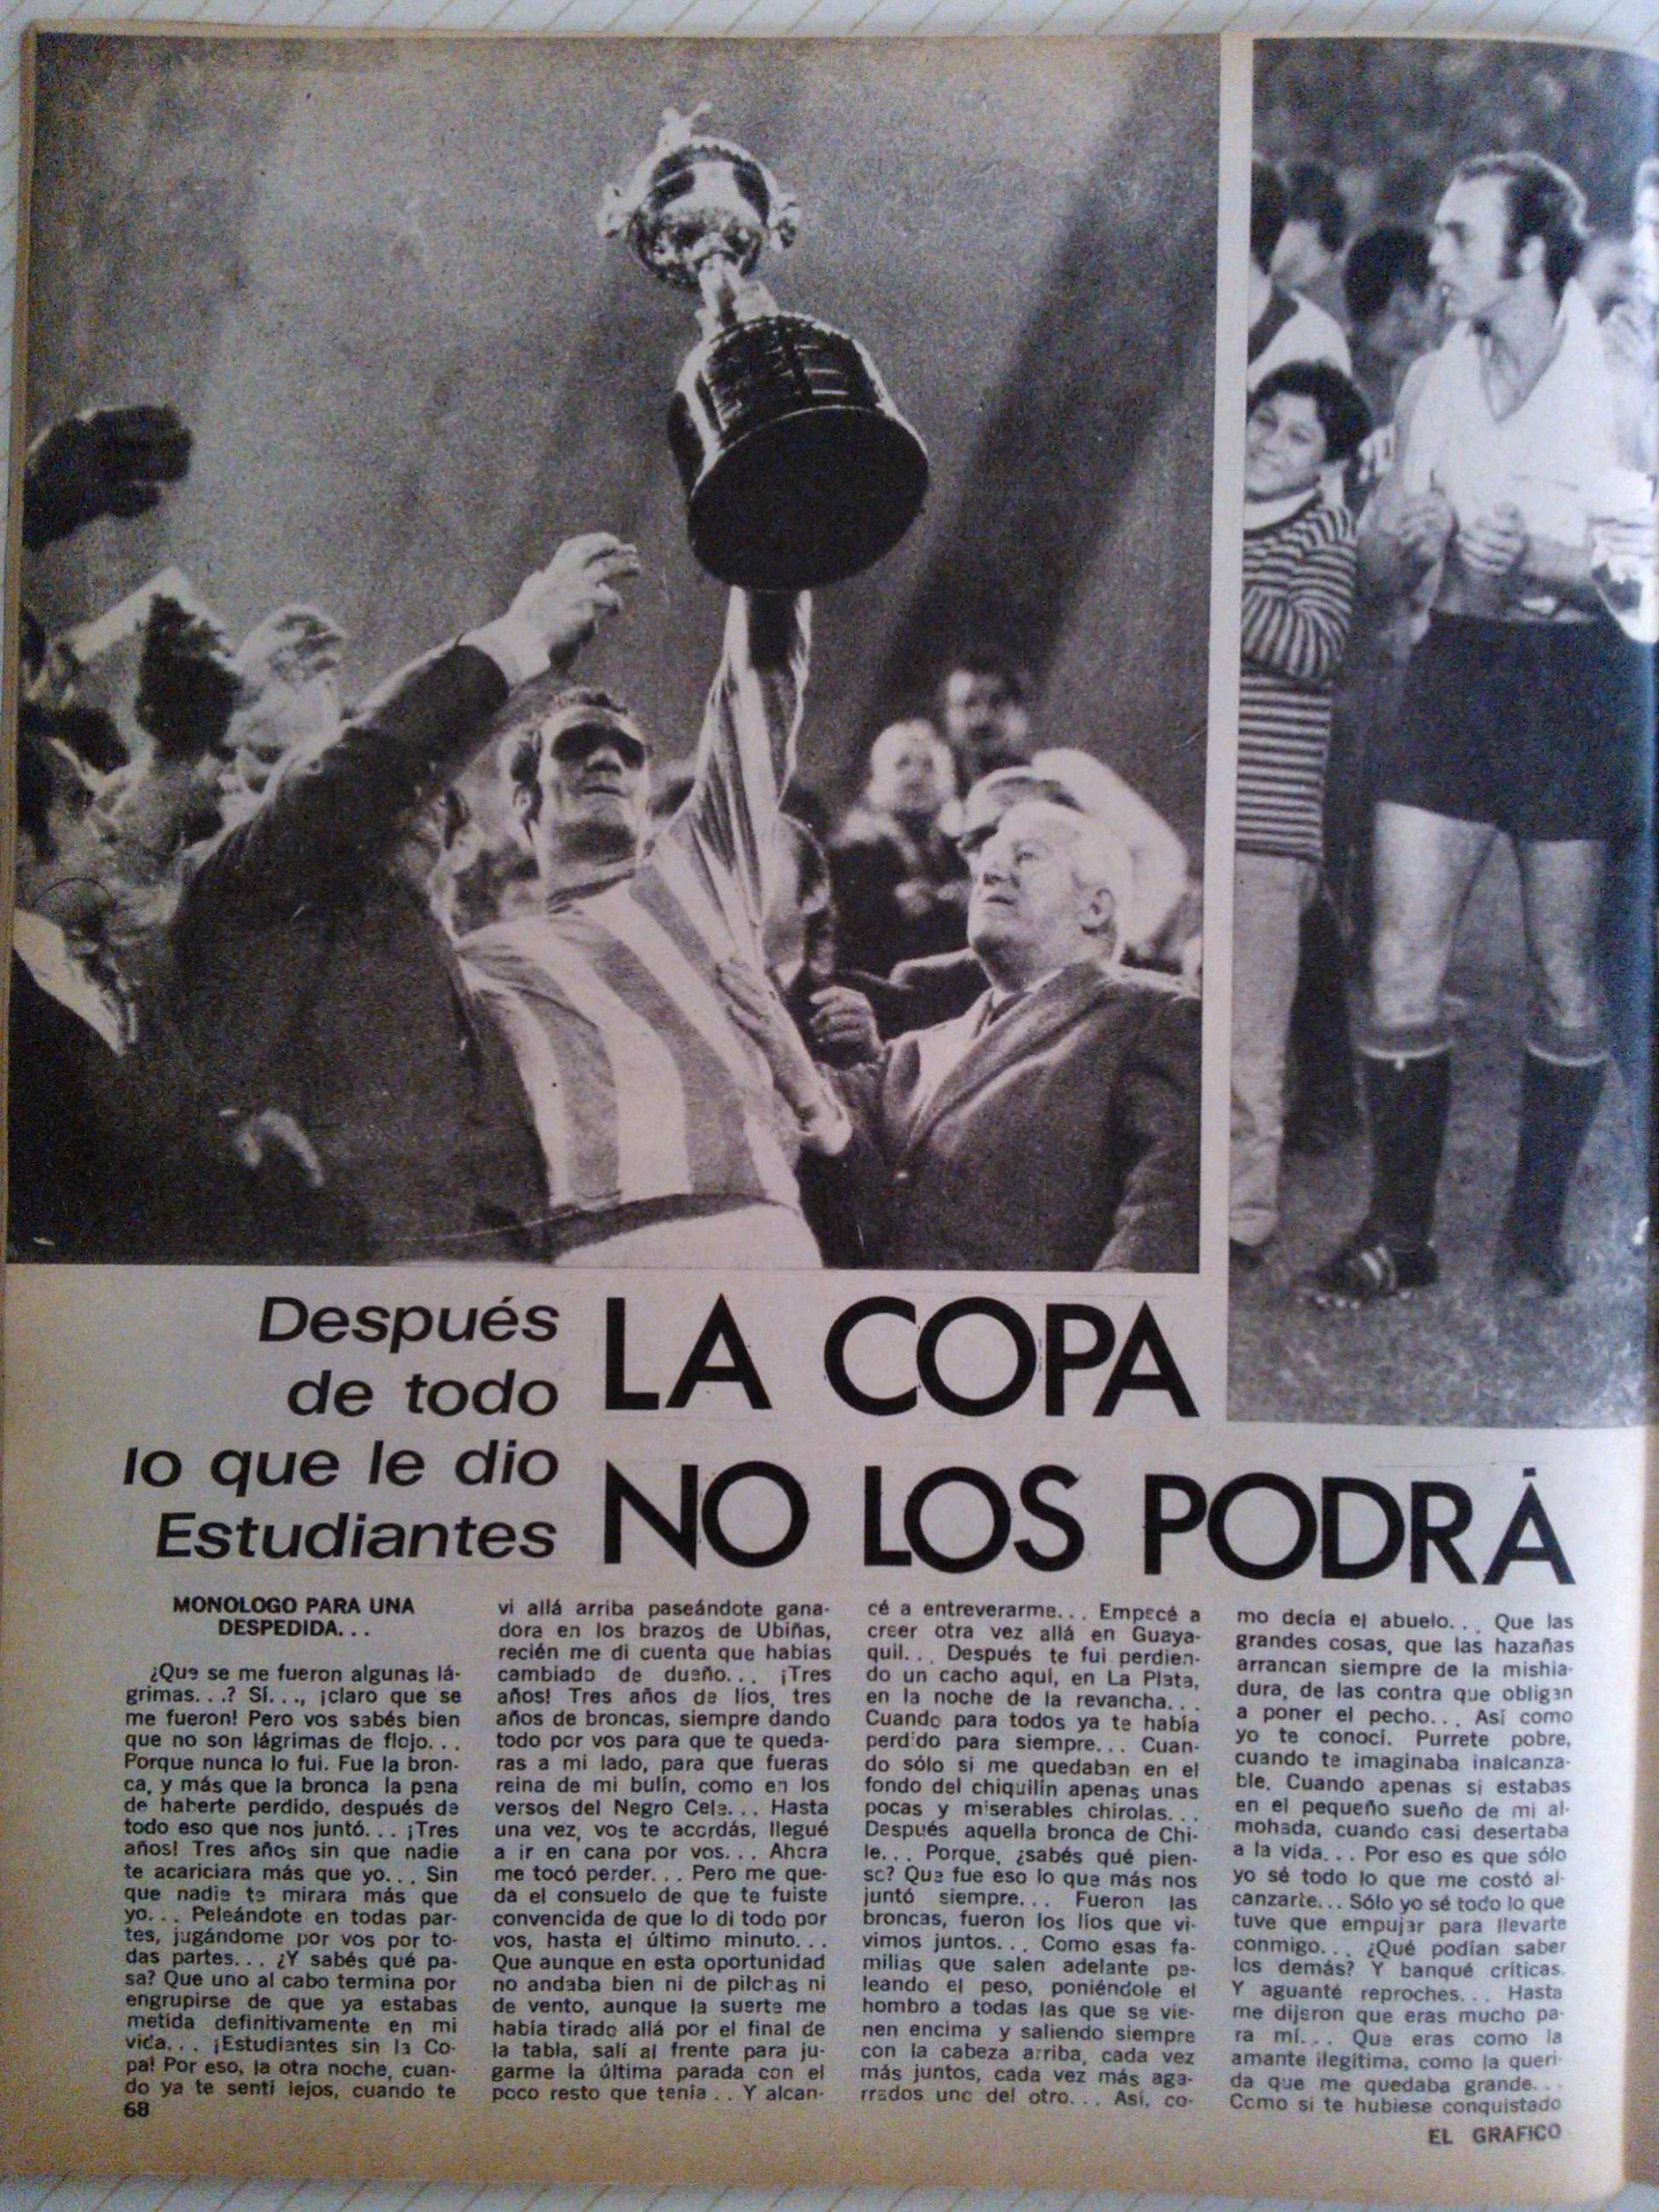 Después
de todo
lo que le dio
Estudiantes
LA COPA
NO LOS PODRÁ
MONOLOGO PARA UNA
DESPEDIDA...
¿Que se me fueron algunas lá-
grimas...? Sí..., ¡claro que se
me fueron! Pero vos sabés bien
que no son lágrimas de flojo...
Porque nunca lo fui. Fue la bron-
ca, y más que la bronca la pena
de haberte perdido, después de
todo eso que nos juntó... ¡Tres
años! Tres años sin que nadie
te acariciara más que yo... Sin
que nadie te mirara más que
yo... Peleándote en todas par-
tes, jugándome por vos por to-
das partes... ¿Y sabés qué pa-
sa? Que uno al cabo termina por
engrupirse de que ya estabas
metida definitivamente en mi
vida... ¡Estudiantes sin la Co-
pa! Por eso, la otra noche, cuan-
do ya te sentí lejos, cuando te
68
vi allá arriba paseándote gana-
dora en los brazos de Ubiñas,
recién me di cuenta que habías
cambiado de dueño... ¡Tres
años! Tres años de líos, tres
años de broncas, siempre dando
todo por vos para que te queda-
ras a mi lado, para que fueras
reina de mi bulín, como en los
versos del Negro Cele... Hasta
una vez, vos te acordás, llegué
a ir en cana por vos... Ahora
me tocó perder... Pero me que-
da el consuelo de que te fuiste
convencida de que lo di todo por
vos, hasta el último minuto...
Que aunque en esta oportunidad
no andaba bien ni de pilchas ni
de vento, aunque la suerte me
había tirado allá por el final de
la tabla, salí al frente para ju-
garme la última parada con el
poco resto que tenía.. Y alcan-
cé a entreverarme... Empecé a
creer otra vez allá en Guaya-
quil... Después te fui perdien-
do un cacho aquí, en La Plata,
en la noche de la revancha...
Cuando para todos ya te había
perdido para siempre... Cuan-
do sólo si me quedaban en el
fondo del chiquilín apenas unas
pocas y miserables chirolas...
Después aquella bronca de Chi-
le... Porque, ¿sabés qué pien-
so? Que fue eso lo que más nos
juntó siempre... Fueron las
broncas, fueron los líos que vi-
vimos juntos... Como esas fa-
milias que salen adelante pe-
leando el peso, poniéndole el
hombro a todas las que se vie-
nen encima y saliendo siempre
con la cabeza arriba, cada vez
más juntos, cada vez más aga-
rrados uno del otro... Así, co-
mo decía el abuelo... Que las
grandes cosas, que las hazañas
arrancan siempre de la mishia-
dura, de las contra que obligan
a poner el pecho... Así como
yo te conocí. Purrete pobre,
cuando te imaginaba inalcanza-
ble. Cuando apenas si estabas
en el pequeño sueño de mi al-
mohada, cuando casi desertaba
a la vida... Por eso es que sólo
yo sé todo lo que me costó al-
canzarte... Sólo yo sé todo lo que
tuve que empujar para llevarte
conmigo... ¿Qué podían saber
los demás? Y banqué críticas.
Y aguanté reproches... Hasta
me dijeron que eras mucho pa-
ra mí... Que eras como la
amante ilegítima, como la queri-
da que me quedaba grande...
Como si te hubiese conquistado
EL GRAFICO